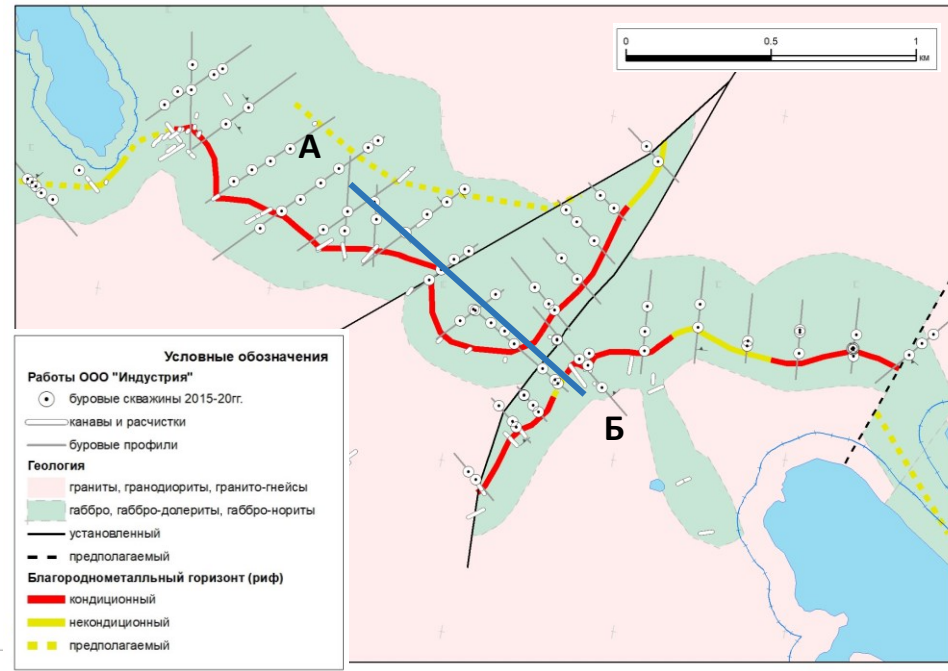 0
0.5
1
км
А
Б
Условные обозначения
Работы ООО "Индустрия"
буровые скважины 2015-20гг.
канавы и расчистки
буровые профили
Геология
граниты, гранодиориты, гранито-гнейсы
габбро, габбро-долериты, габбро-нориты
установленный
предполагаемый
Благороднометалльный горизонт (риф)
кондиционный
некондиционный
предполагаемый